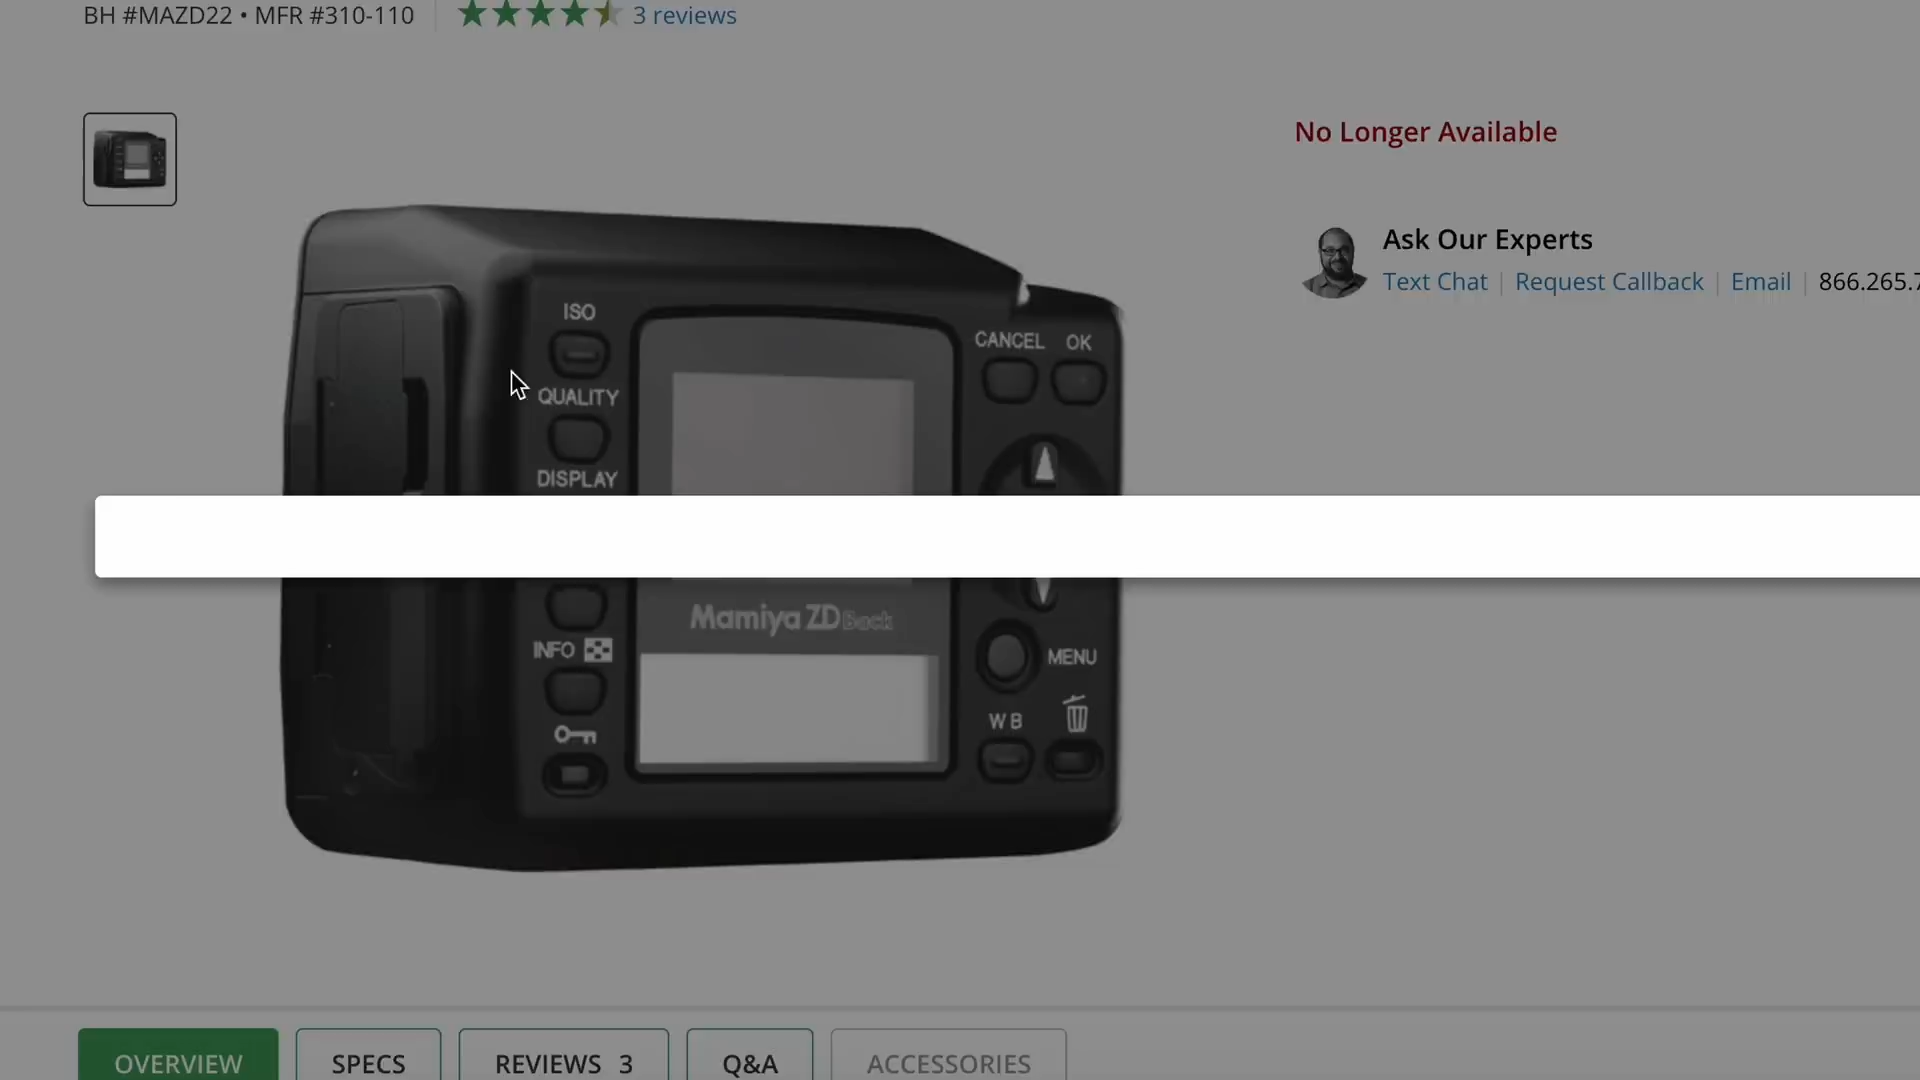 BH #MAZD22 • MFR #310-110
3 reviews
No Longer Available
Ask Our Experts
Text Chat | Request Callback | Email | 866.265.7
ISO
QUALITY
DISPLAY
CANCEL OK
Mamiya ZD Back
INFO
MENU
WB
OVERVIEW
SPECS
REVIEWS 3
Q&A
ACCESSORIES